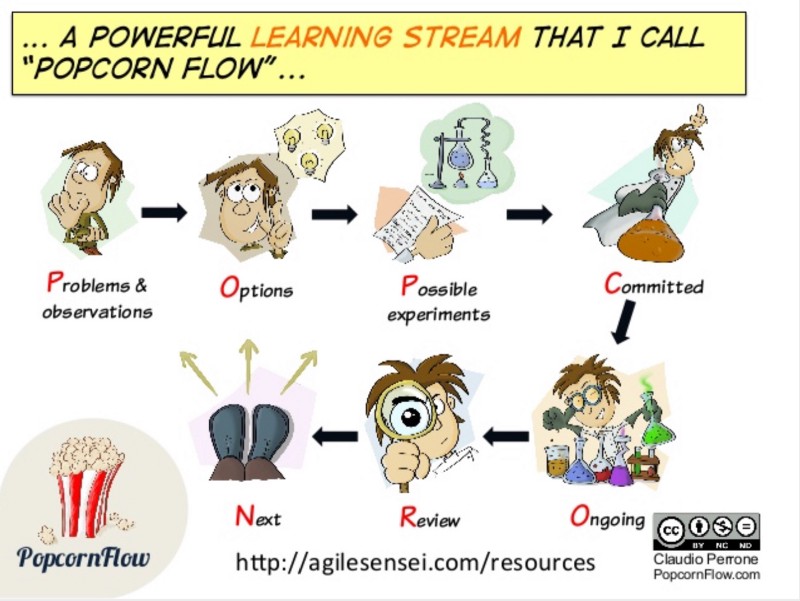 ... A POWERFUL LEARNING STREAM THAT I CALL
"POPCORN FLOW"...
Problems &
observations
Options
Possible
experiments
Committed
Next
Review
Ongoing
PopcornFlow
http://agilesensei.com/resources
cc
BY NC ND
Claudio Perrone
PopcornFlow.com